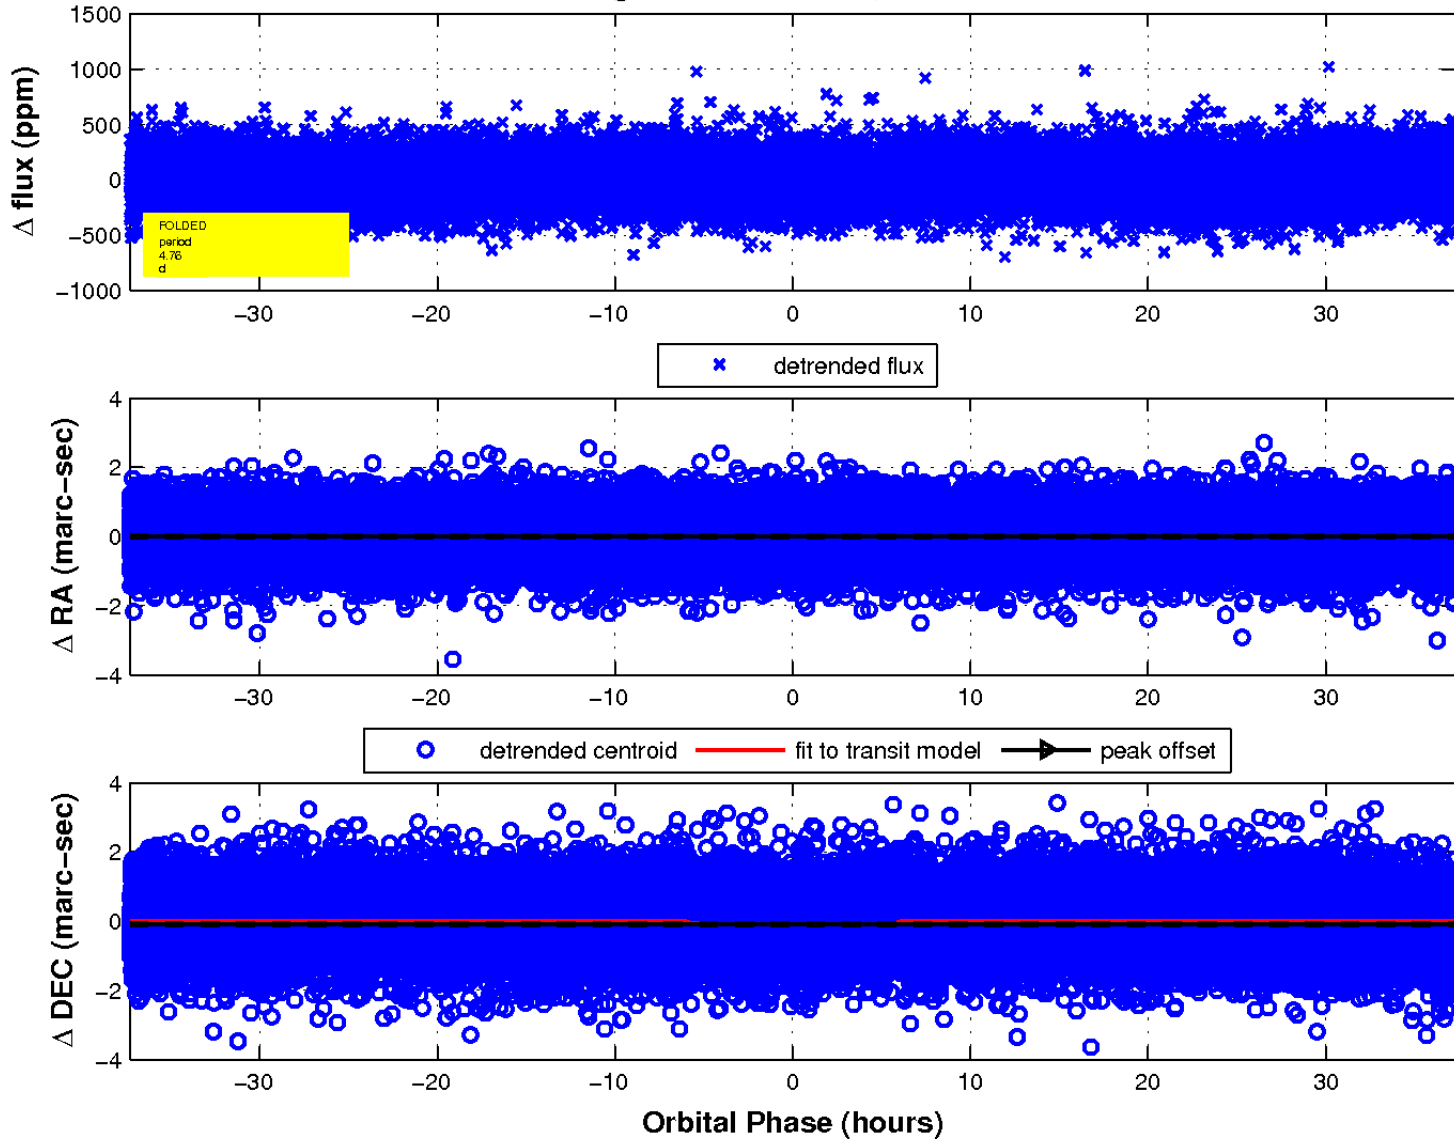 1500
1000
500
0
−500
−1000
Δ flux (ppm)
FOLDED
period
4.76
d
−30 −20 −10 0 10 20 30
detrended flux
4
2
0
−2
−4
Δ RA (marc−sec)
−30 −20 −10 0 10 20 30
detrended centroid fit to transit model peak offset
4
2
0
−2
−4
Δ DEC (marc−sec)
−30 −20 −10 0 10 20 30
Orbital Phase (hours)